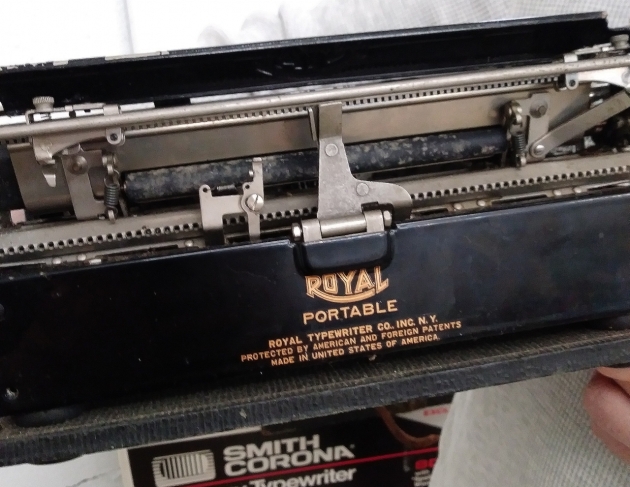 ROYAL
PORTABLE
ROYAL TYPEWRITER CO., INC. N.Y.
PROTECTED BY AMERICAN AND FOREIGN PATENTS
MADE IN UNITED STATES OF AMERICA.
SMITH
CORONA
Typewriter